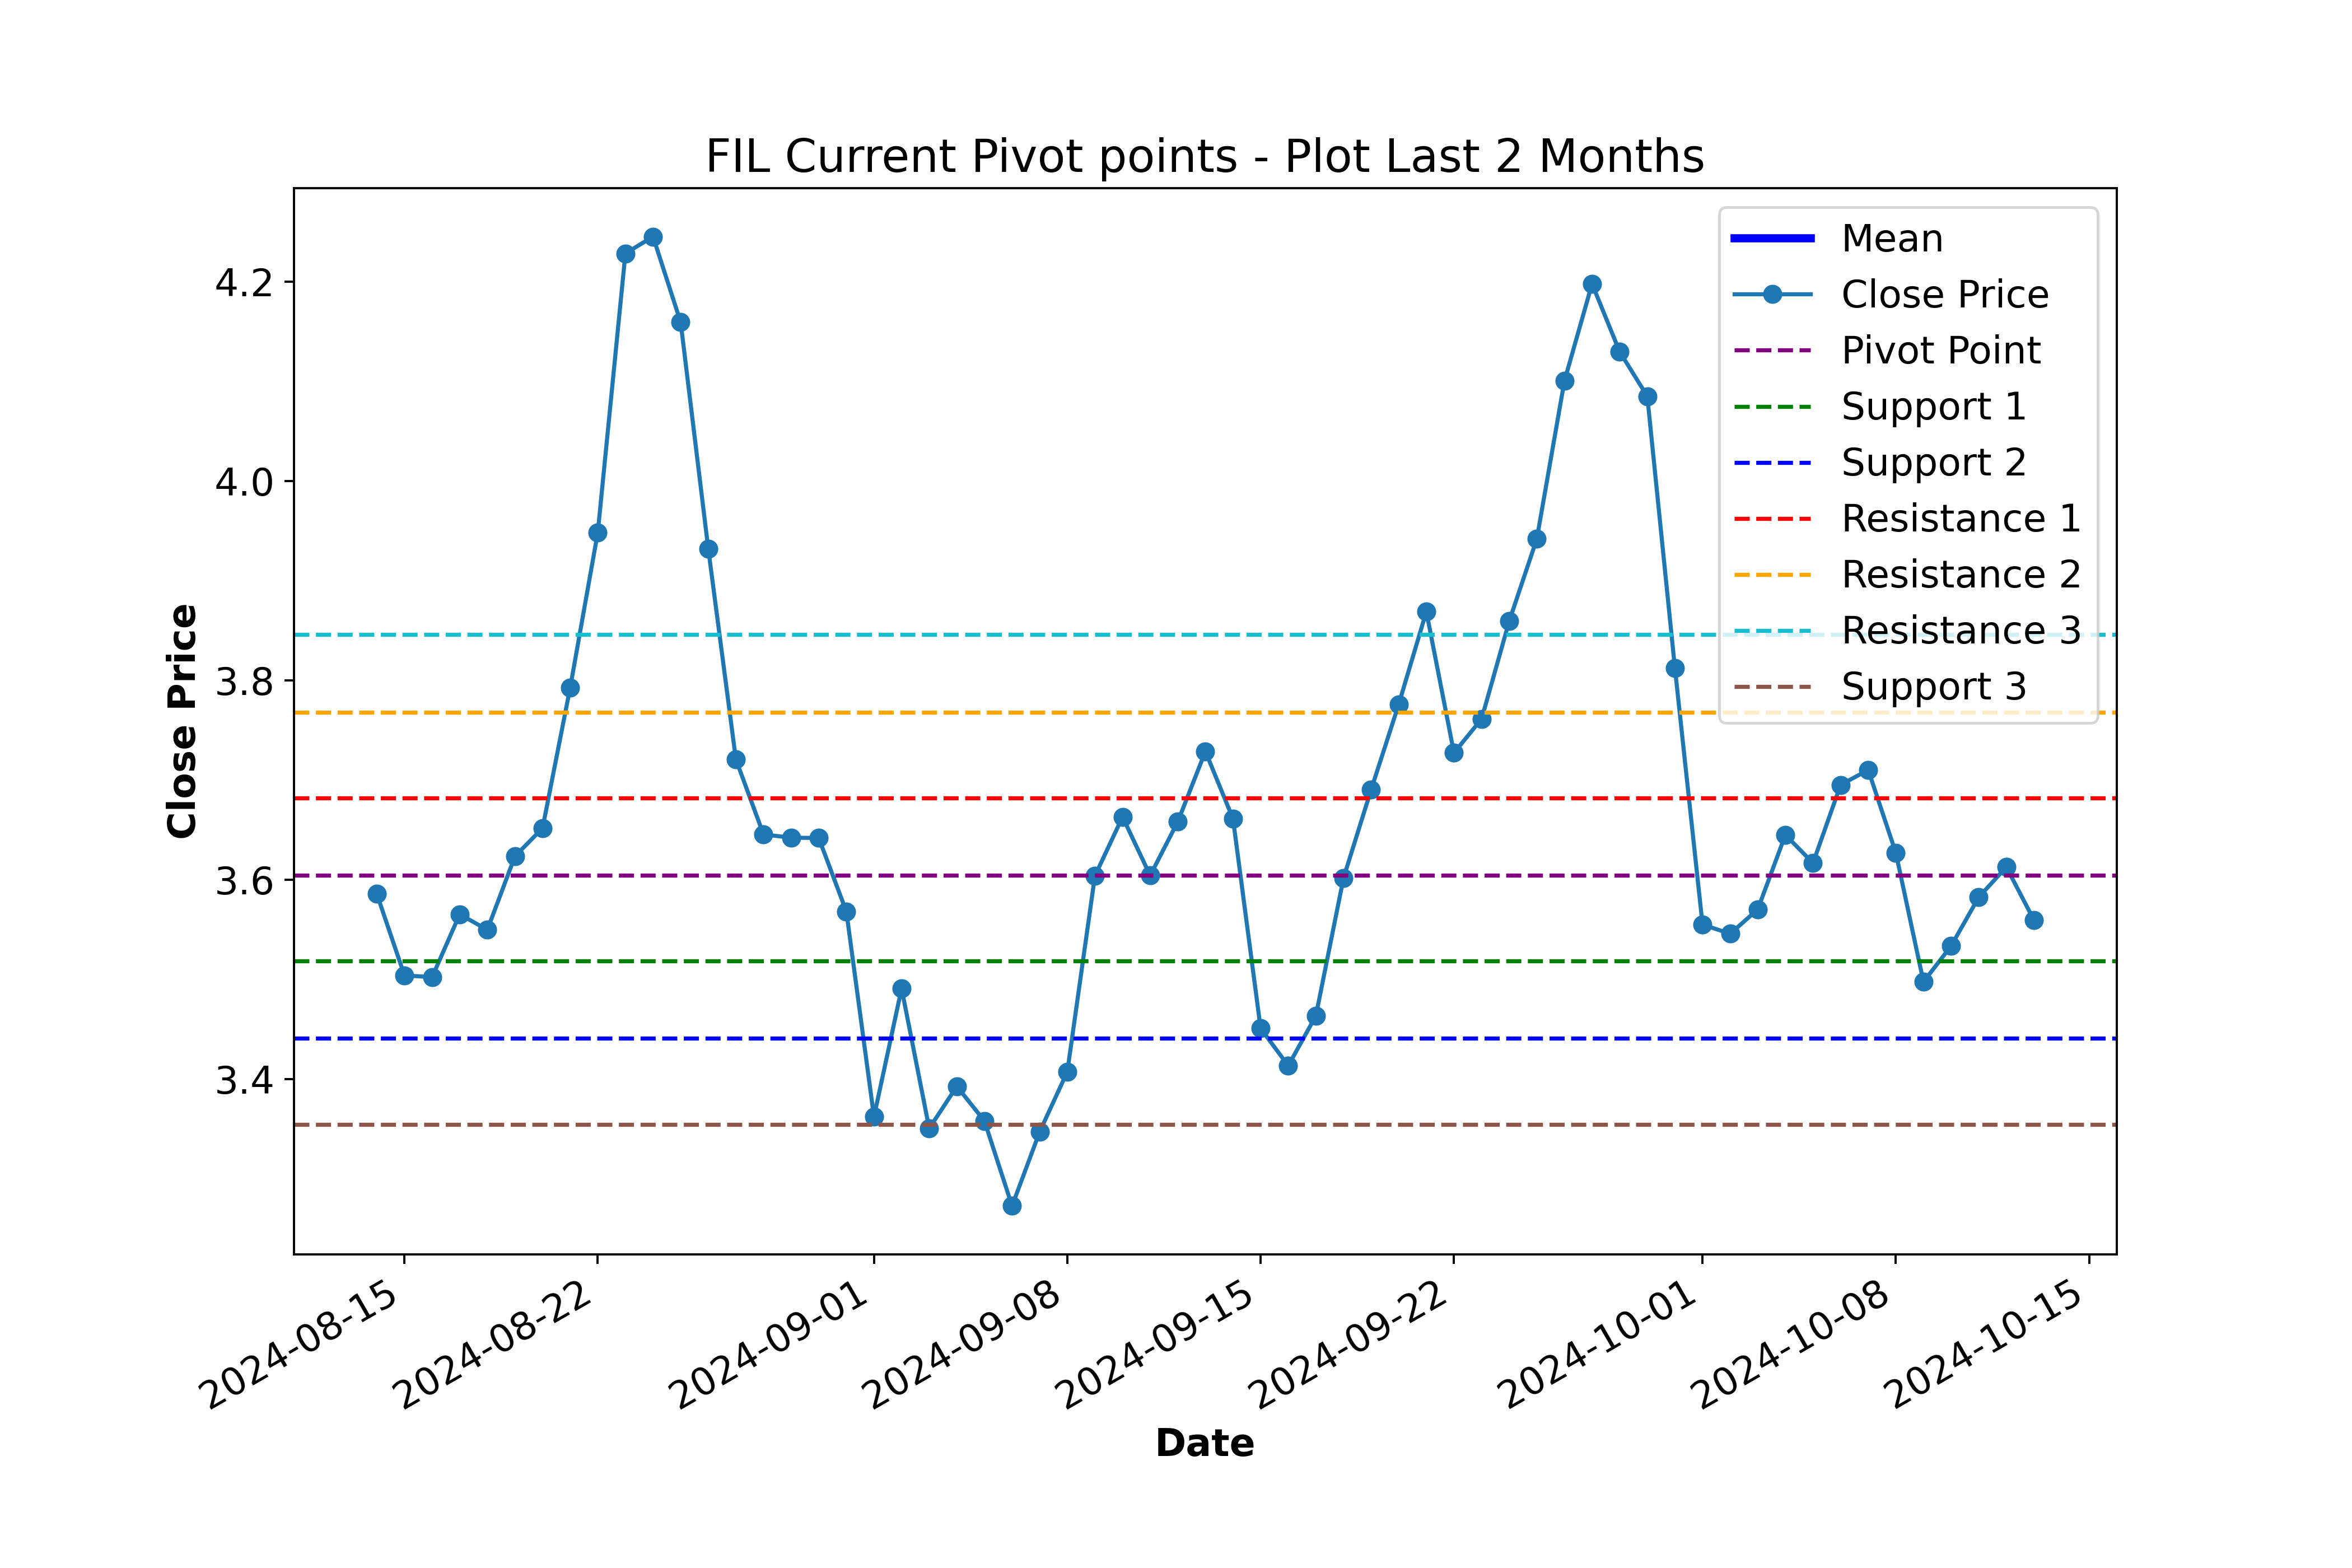 FIL Current Pivot points - Plot Last 2 Months
Mean
Close Price
Pivot Point
Support 1
Support 2
Resistance 1
Resistance 2
Resistance 3
Support 3
4.2
4.0
3.8
3.6
3.4
Close Price
2024-08-15
2024-08-22
2024-09-01
2024-09-08
2024-09-15
2024-09-22
2024-10-01
2024-10-08
2024-10-15
Date